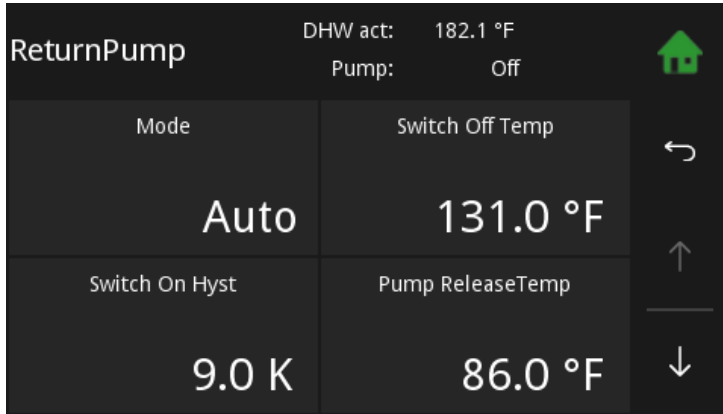 ReturnPump
DHW act: 182.1 °F
Pump: Off
Mode
Auto
Switch Off Temp
131.0 °F
Switch On Hyst
9.0 K
Pump ReleaseTemp
86.0 °F